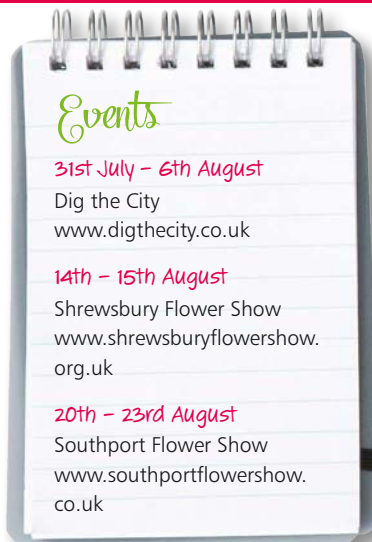 Events
31st July – 6th August
Dig the City
www.digthecity.co.uk
14th – 15th August
Shrewsbury Flower Show
www.shrewsburyflowershow.
org.uk
20th – 23rd August
Southport Flower Show
www.southportflowershow.
co.uk